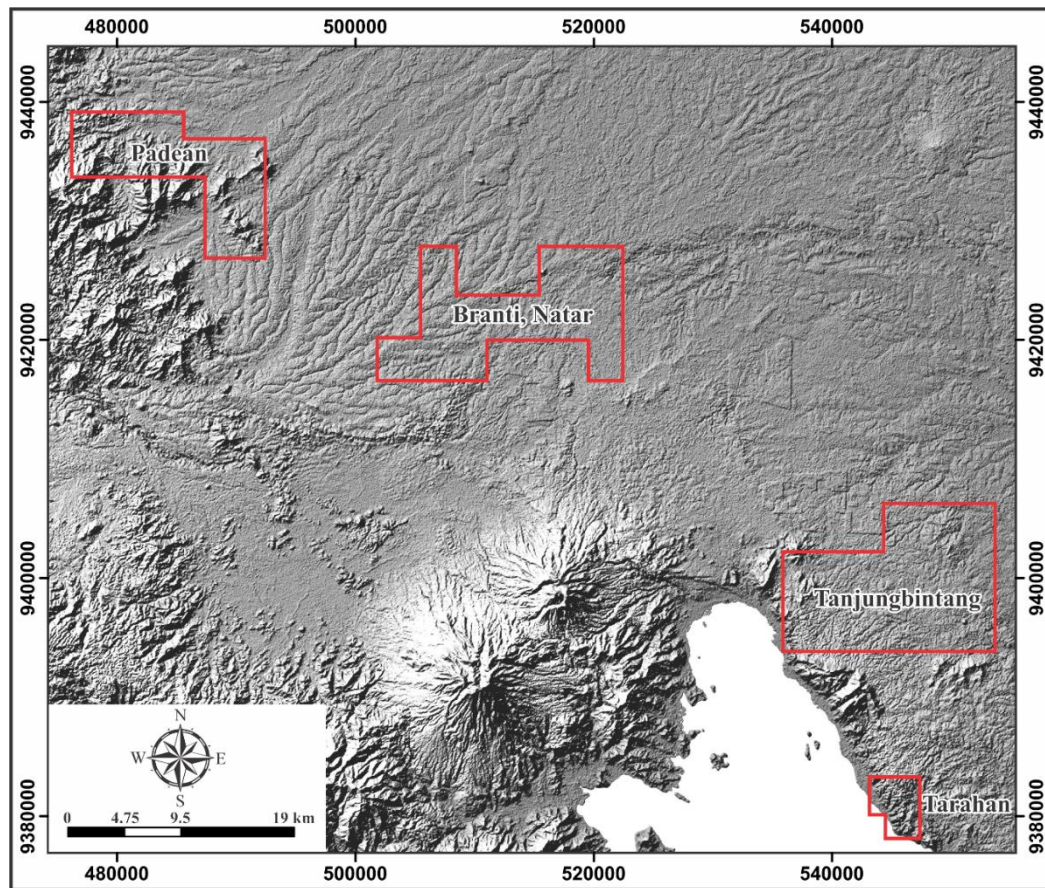 480000 500000 520000 540000
9440000 9440000
Padean
Branti, Natar
9420000 9420000
9400000 9400000
Tanjungbintang
N
W E
S
Tarahan
9380000 9380000
0 4.75 9.5 19 km
480000 500000 520000 540000